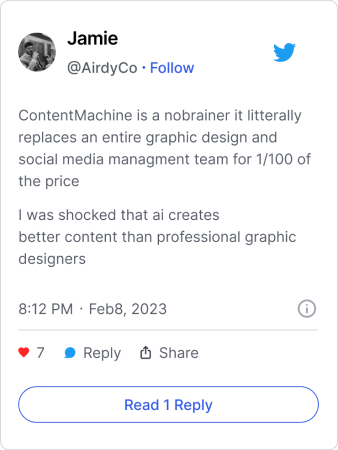 Jamie
@AirdyCo · Follow
ContentMachine is a nobrainer it litterally
replaces an entire graphic design and
social media managment team for 1/100 of
the price
I was shocked that ai creates
better content than professional graphic
designers
8:12 PM · Feb8, 2023
7 Reply Share
Read 1 Reply